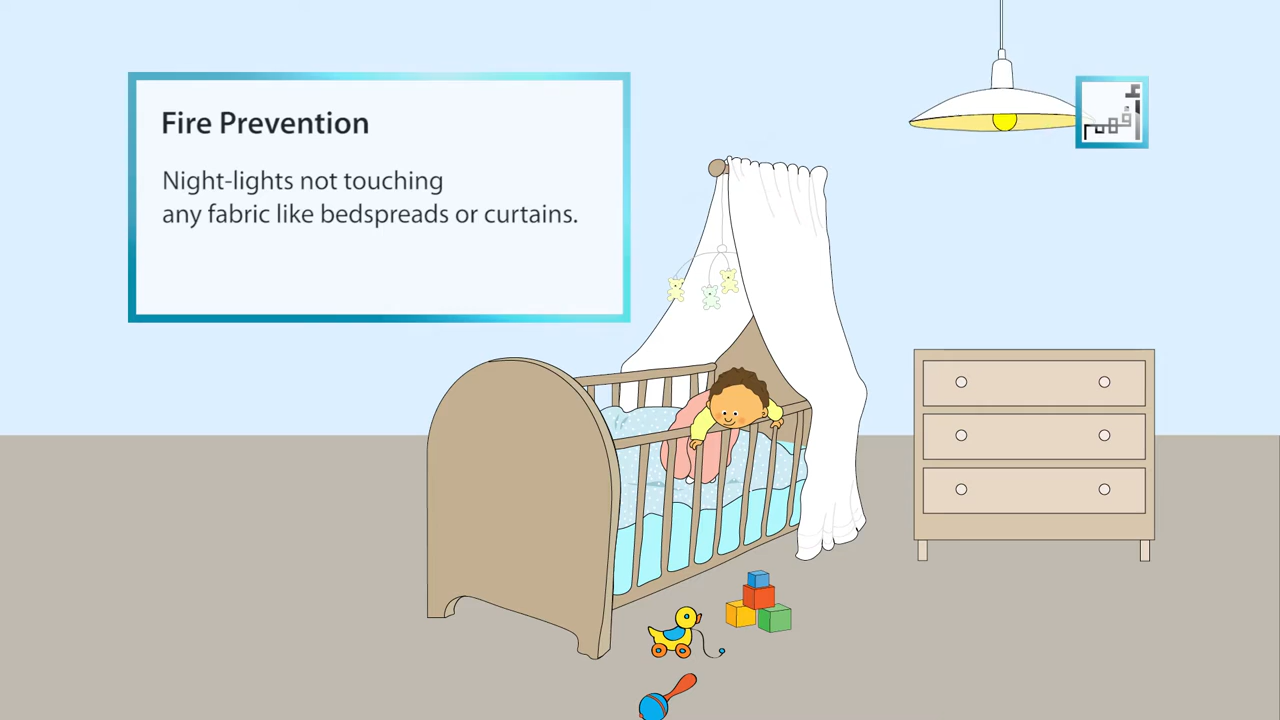 Fire Prevention
Night-lights not touching
any fabric like bedspreads or curtains.